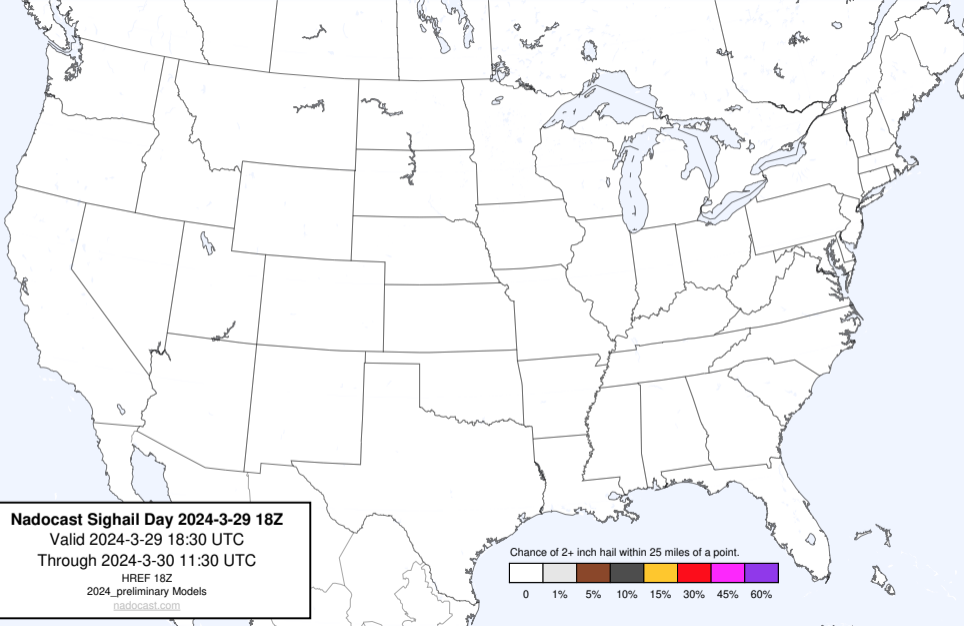 Nadocast Sighail Day 2024-3-29 18Z
Valid 2024-3-29 18:30 UTC
Through 2024-3-30 11:30 UTC
HREF 18Z
2024_preliminary Models
nadocast.com
Chance of 2+ inch hail within 25 miles of a point.
0 1% 5% 10% 15% 30% 45% 60%